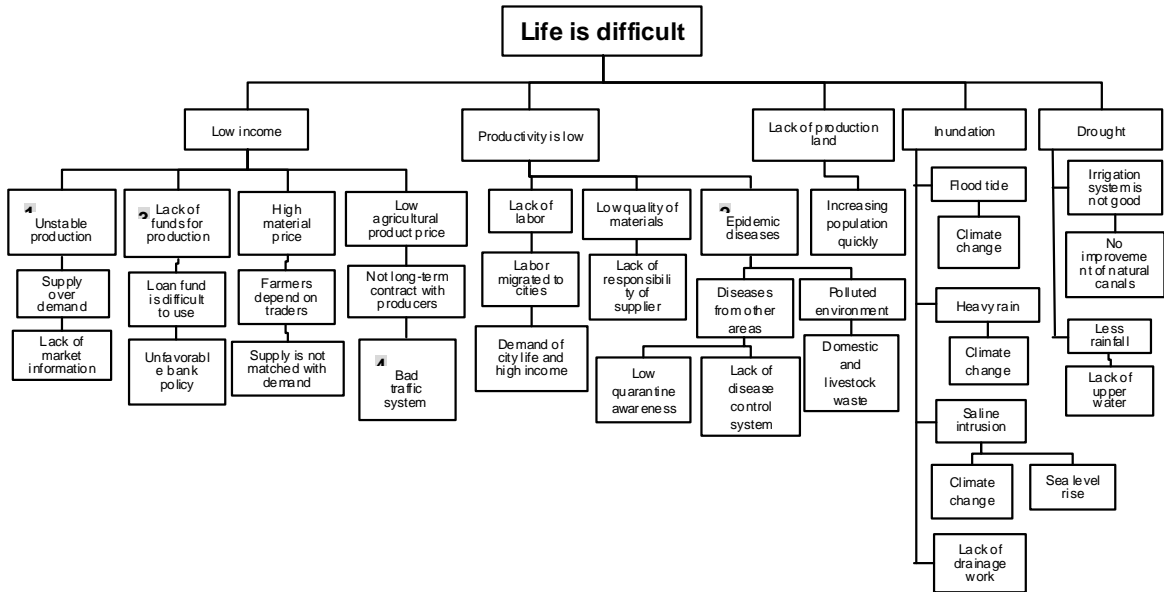 Life is difficult
Low income
Productivity is low
Lack of production
land
Inundation
Drought
Unstable
production
Lack of
funds for
production
High
material
price
Low
agricultural
product price
Lack of
labor
Low quality of
materials
Epidemic
diseases
Increasing
population
quickly
Flood tide
Irrigation
system is
not good
Supply
over
demand
Loan fund
is difficult
to use
Farmers
depend on
traders
Not long-term
contract with
producers
Labor
migrated to
cities
Lack of
responsibili
ty of
supplier
Diseases
from other
areas
Polluted
environment
Climate
change
No
improveme
nt of natural
canals
Lack of
market
information
Unfavorabl
e bank
policy
Supply is not
matched with
demand
4
Bad
traffic
system
Demand of
city life and
high income
Low
quarantine
awareness
Lack of
disease
control
system
Domestic
and
livestock
waste
Heavy rain
Climate
change
Less
rainfall
Lack of
upper
water
Saline
intrusion
Climate
change
Sea level
rise
Lack of
drainage
work